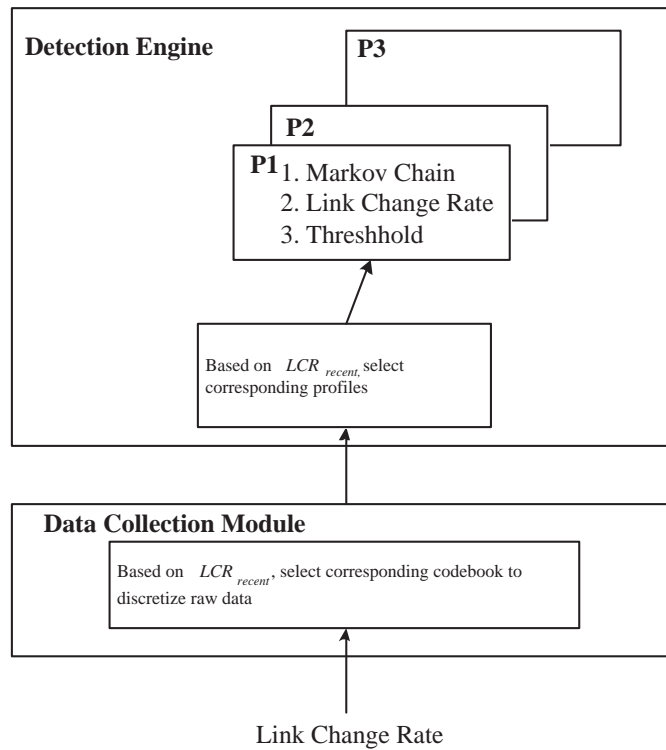 Detection Engine
P3
P2
P1
1. Markov Chain
2. Link Change Rate
3. Threshhold
Based on LCR recent, select
corresponding profiles
Data Collection Module
Based on LCR recent, select corresponding codebook to
discretize raw data
Link Change Rate